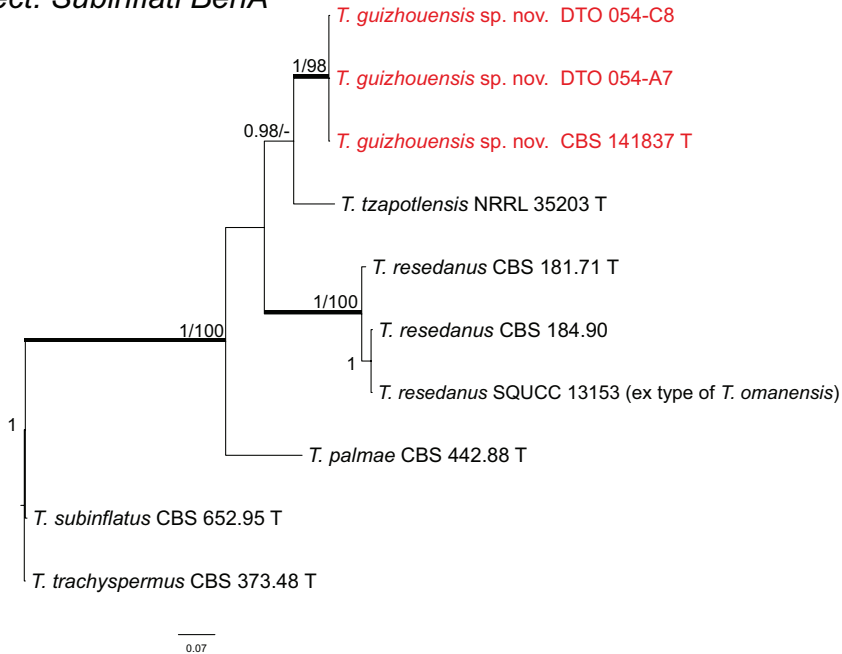 ect. Subinflati BenA
T. guizhouensis sp. nov. DTO 054-C8
1/98
T. guizhouensis sp. nov. DTO 054-A7
0.98/-
T. guizhouensis sp. nov. CBS 141837 T
T. tzapotlensis NRRL 35203 T
T. resedanus CBS 181.71 T
1/100
1/100
T. resedanus CBS 184.90
1
T. resedanus SQUCC 13153 (ex type of T. omanensis)
1
T. palmae CBS 442.88 T
T. subinflatus CBS 652.95 T
T. trachyspermus CBS 373.48 T
0.07